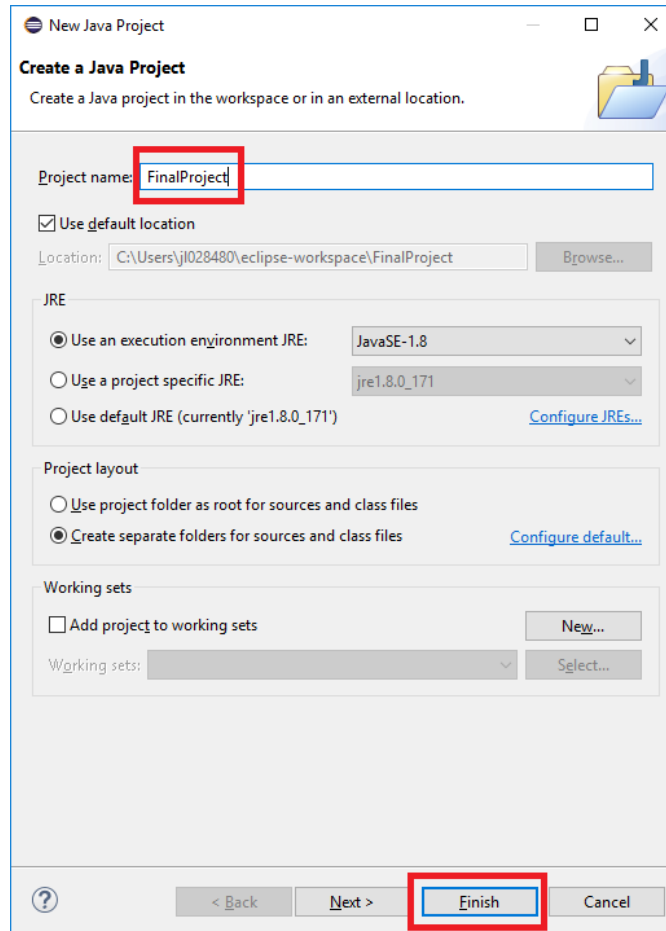 New Java Project
Create a Java Project
Create a Java project in the workspace or in an external location.
Project name: FinalProject
Use default location
Location: C:\Users\jl028480\eclipse-workspace\FinalProject Browse...
JRE
Use an execution environment JRE: JavaSE-1.8
Use a project specific JRE: jre1.8.0_171
Use default JRE (currently 'jre1.8.0_171') Configure JREs...
Project layout
Use project folder as root for sources and class files
Create separate folders for sources and class files Configure default...
Working sets
Add project to working sets New...
Working sets: Select...
? < Back Next > Finish Cancel